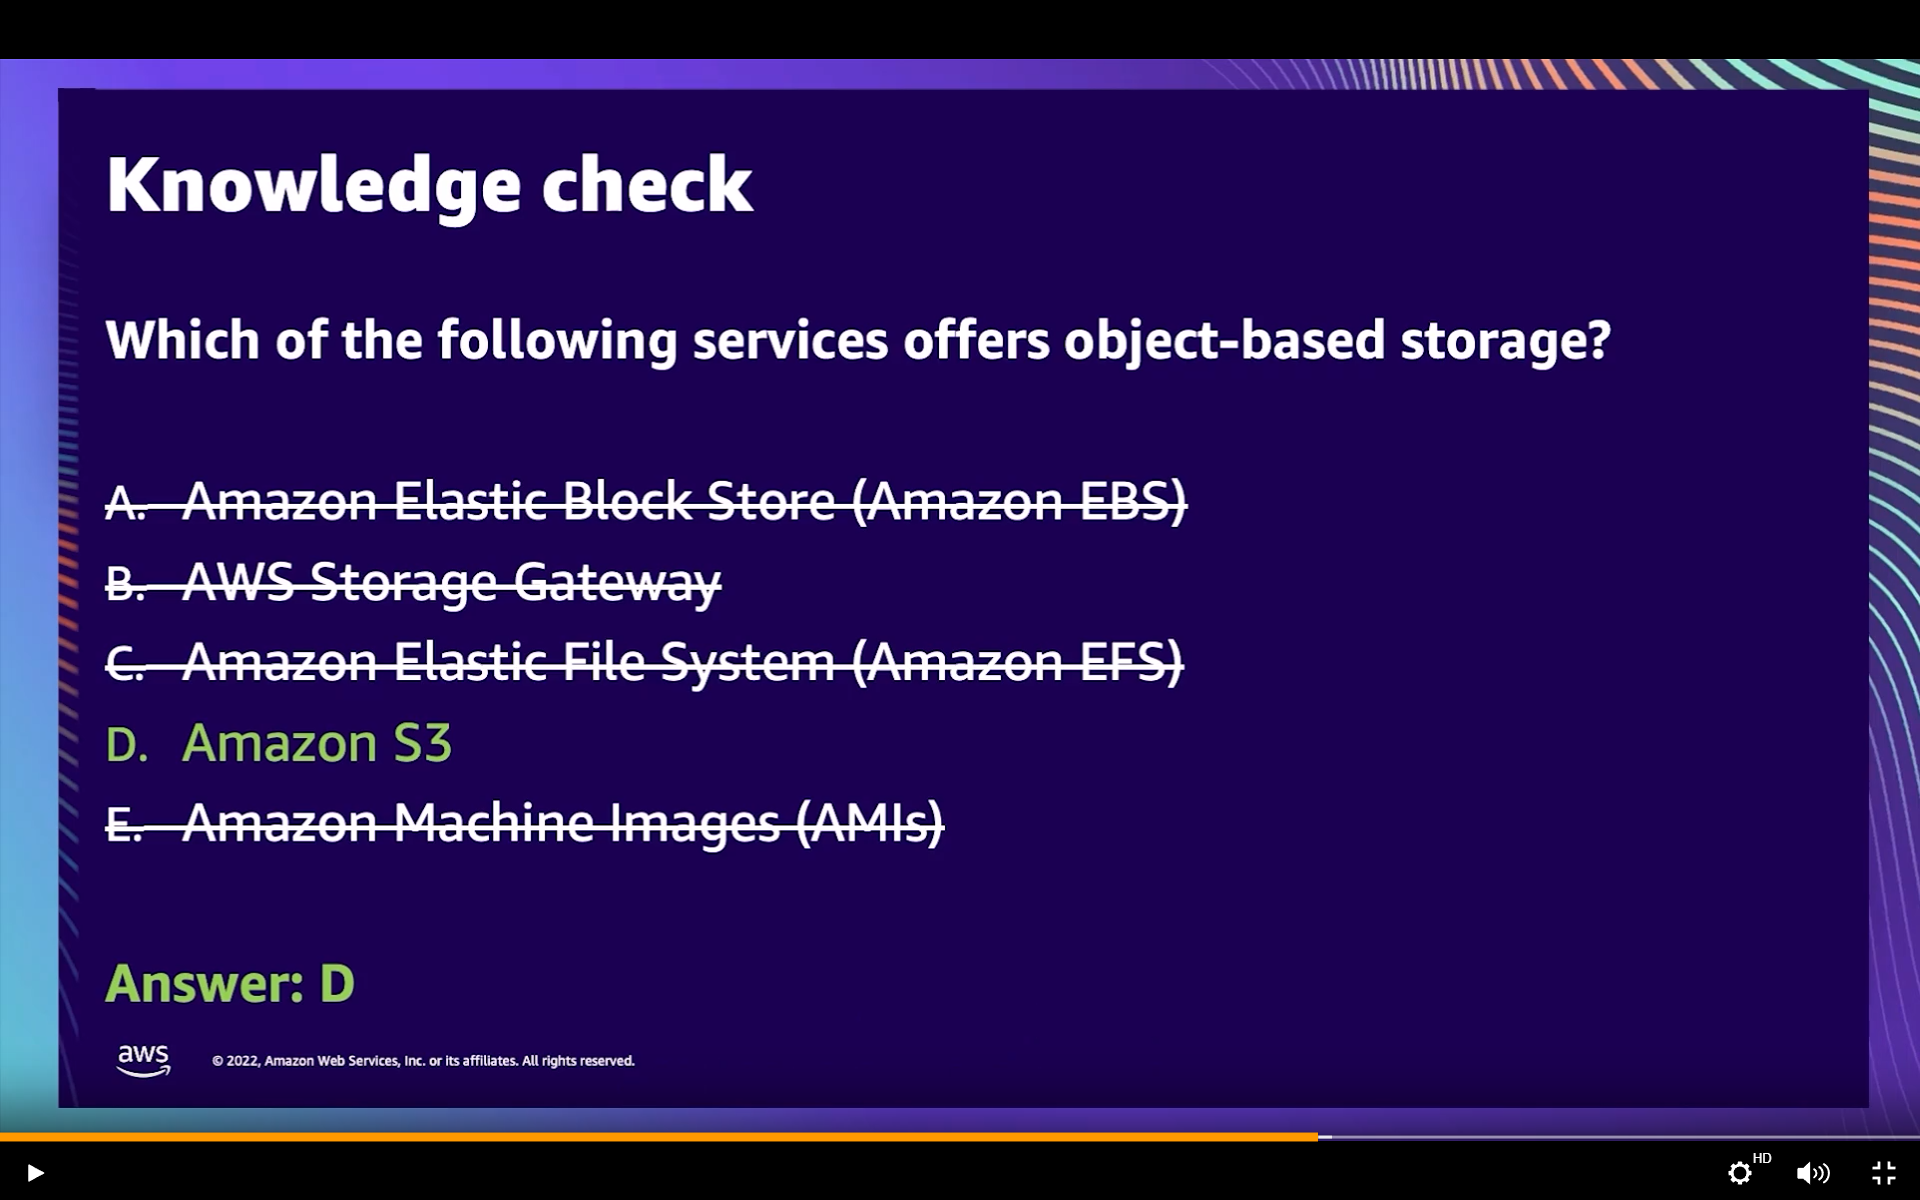 Knowledge check
Which of the following services offers object-based storage?
A. Amazon Elastic Block Store (Amazon EBS)
B. AWS Storage Gateway
C. Amazon Elastic File System (Amazon EFS)
D. Amazon S3
E. Amazon Machine Images (AMIs)
Answer: D
aws
© 2022, Amazon Web Services, Inc. or its affiliates. All rights reserved.
HD